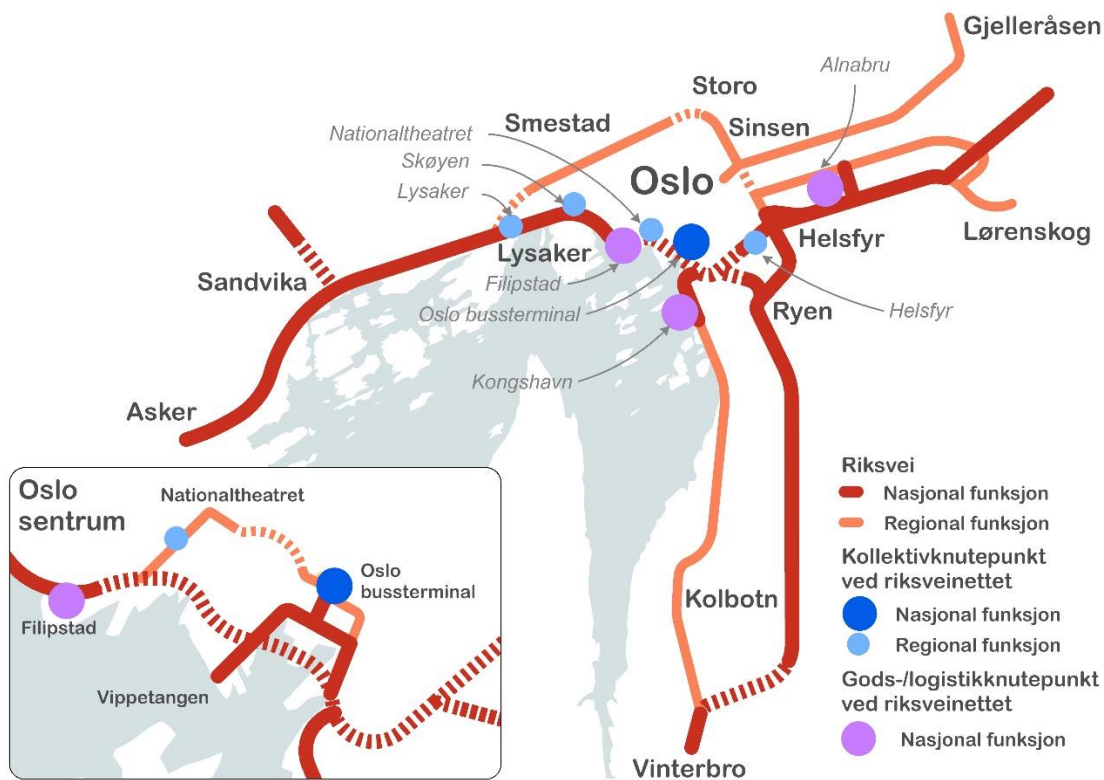 Gjelleråsen
Alnabru
Storo
Sinsen
Smestad
Nationaltheatret
Skøyen
Lysaker
Oslo
Lørenskog
Helsfyr
Lysaker
Sandvika
Filipstad
Oslo bussterminal
Ryen
Helsfyr
Kongshavn
Asker
Kolbotn
Vinterbro
Oslo
sentrum
Nationaltheatret
Oslo
bussterminal
Filipstad
Vippetangen
Riksvei
Nasjonal funksjon
Regional funksjon
Kollektivknutepunkt
ved riksveinettet
Nasjonal funksjon
Regional funksjon
Gods-/logistikknutepunkt
ved riksveinettet
Nasjonal funksjon